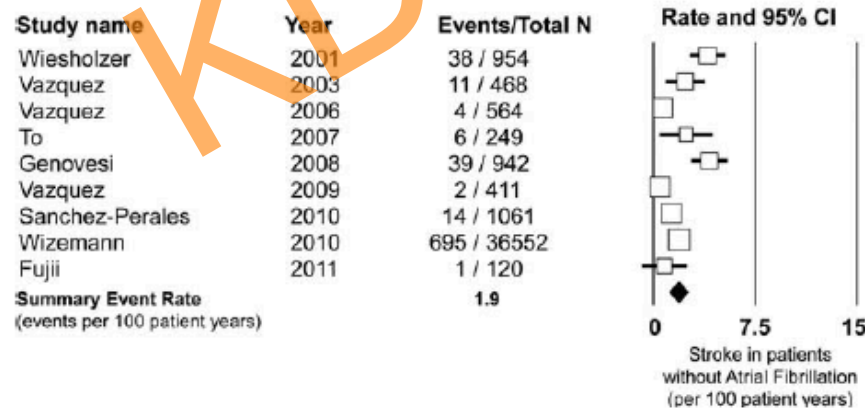 Study name Year Events/Total N Rate and 95% CI
Wiesholzer 2001 38 / 954
Vazquez 2003 11 / 468
Vazquez 2006 4 / 564
To 2007 6 / 249
Genovesi 2008 39 / 942
Vazquez 2009 2 / 411
Sanchez-Perales 2010 14 / 1061
Wizemann 2010 695 / 36552
Fujii 2011 1 / 120
Summary Event Rate 1.9
(events per 100 patient years)
0 7.5 15
Stroke in patients
without Atrial Fibrillation
(per 100 patient years)